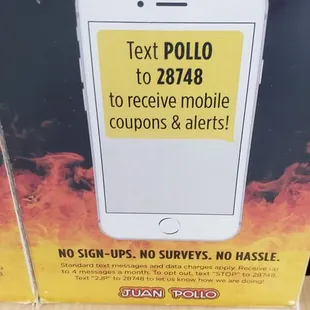 Text POLLO
to 28748
to receive mobile
coupons & alerts!
NO SIGN-UPS. NO SURVEYS. NO HASSLE.
Standard text messages and data charges apply. Receive up
to 4 messages a month. To opt out, text "STOP" to 28748.
Text "2JP" to 28748 to let us know how we are doing!
JUAN POLLO